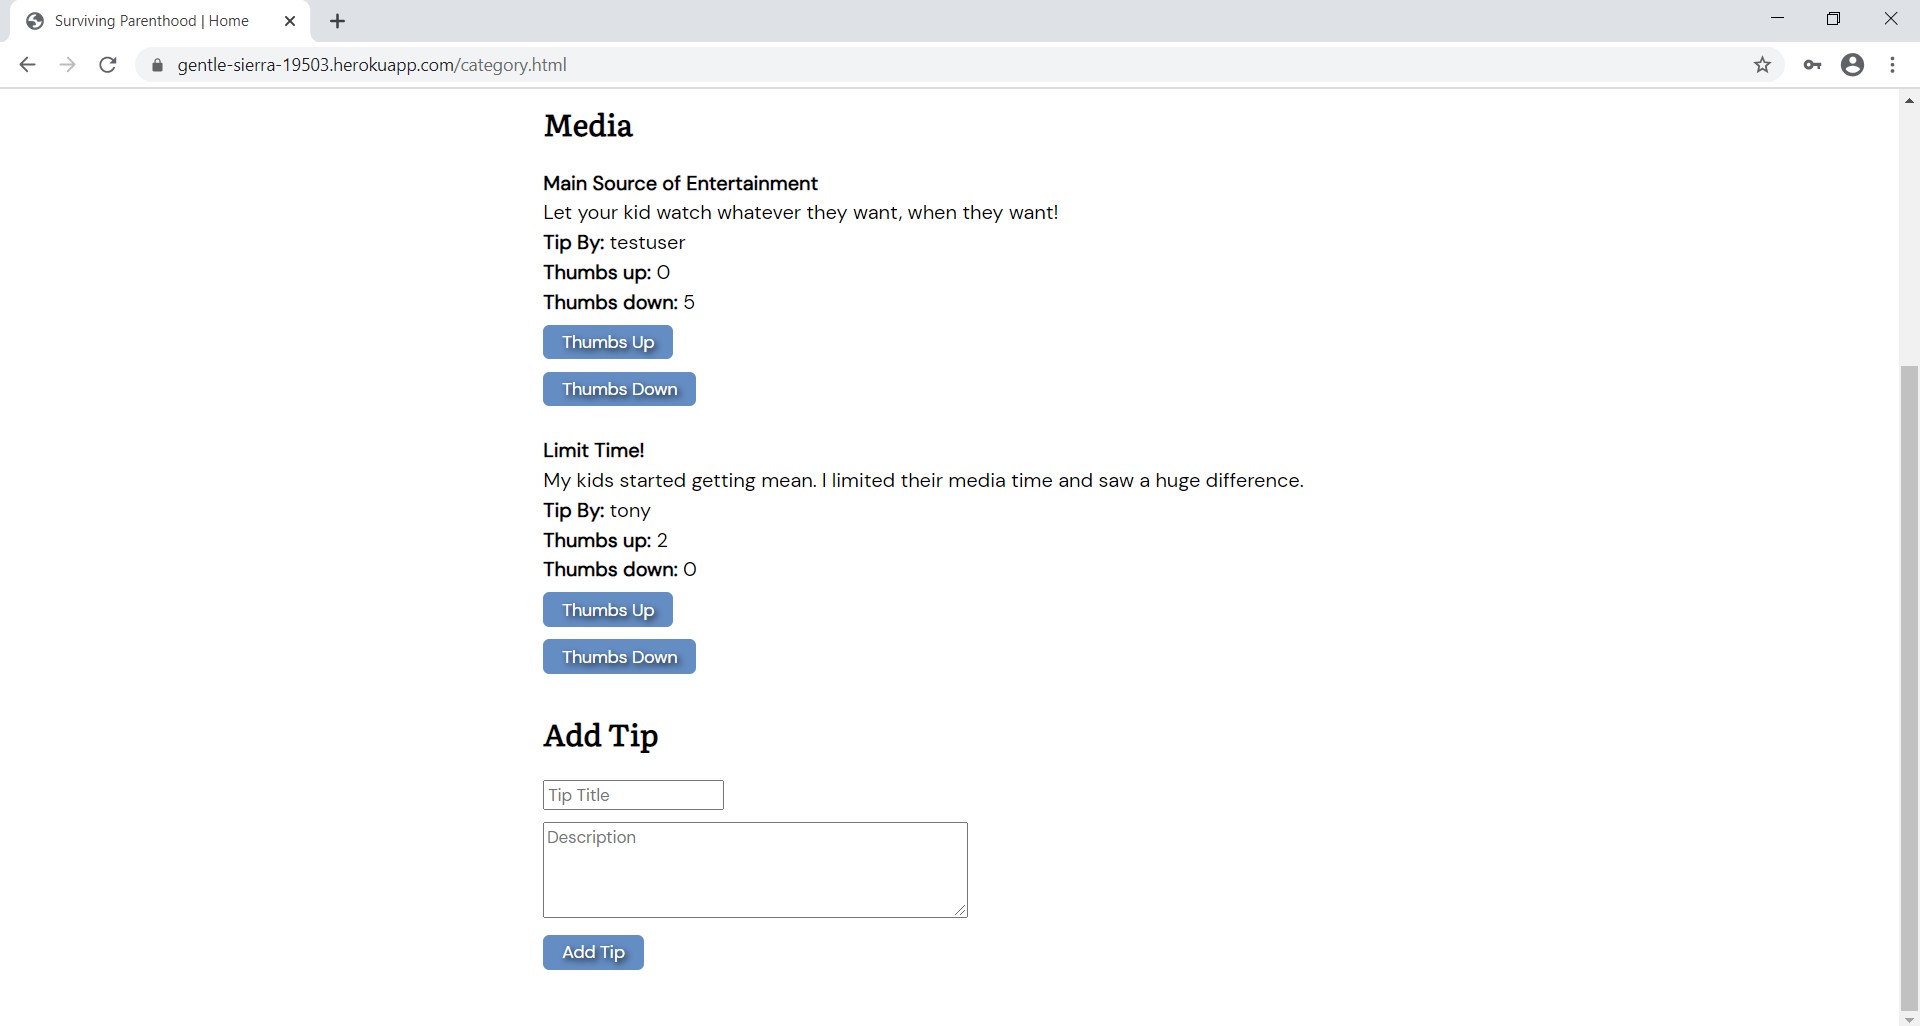 Surviving Parenthood | Home
gentle-sierra-19503.herokuapp.com/category.html
Media
Main Source of Entertainment
Let your kid watch whatever they want, when they want!
Tip By: testuser
Thumbs up: 0
Thumbs down: 5
Thumbs Up
Thumbs Down
Limit Time!
My kids started getting mean. I limited their media time and saw a huge difference.
Tip By: tony
Thumbs up: 2
Thumbs down: 0
Thumbs Up
Thumbs Down
Add Tip
Tip Title
Description
Add Tip